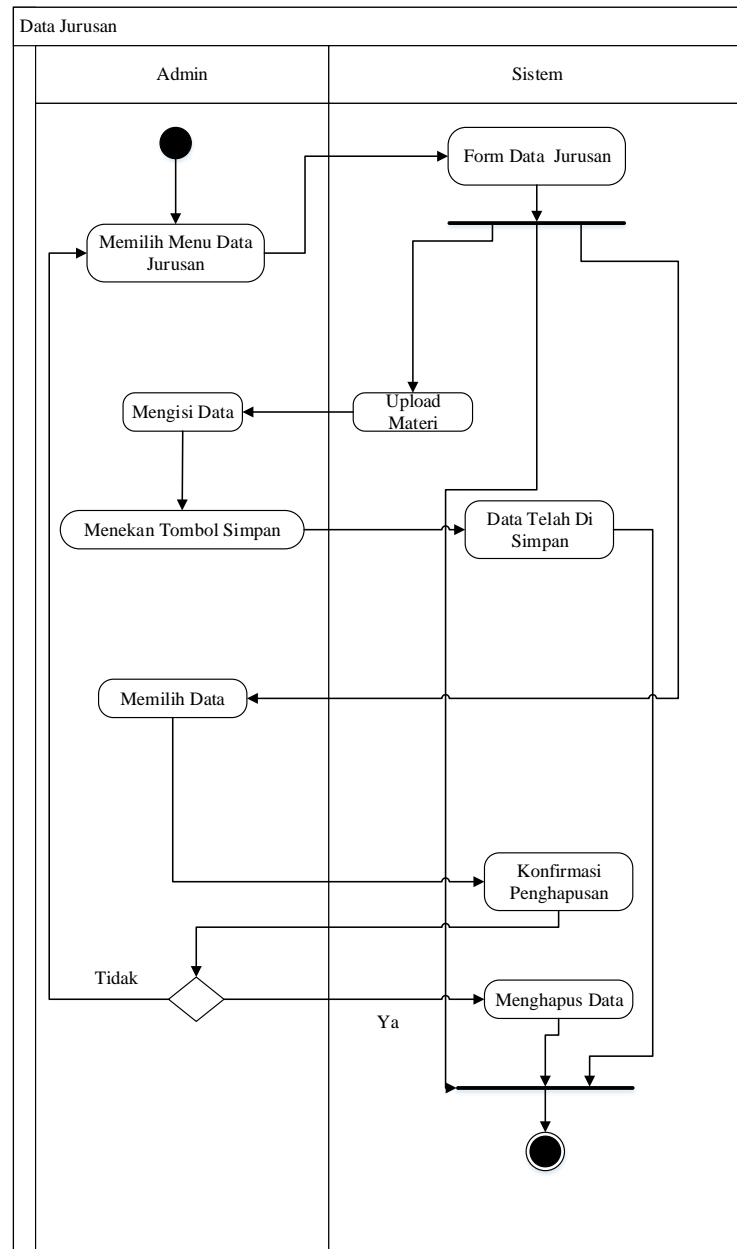 Data Jurusan
Admin
Sistem
Form Data Jurusan
Memilih Menu Data
Jurusan
Mengisi Data
Upload
Materi
Menekan Tombol Simpan
Data Telah Di
Simpan
Memilih Data
Konfirmasi
Penghapusan
Tidak
Menghapus Data
Ya